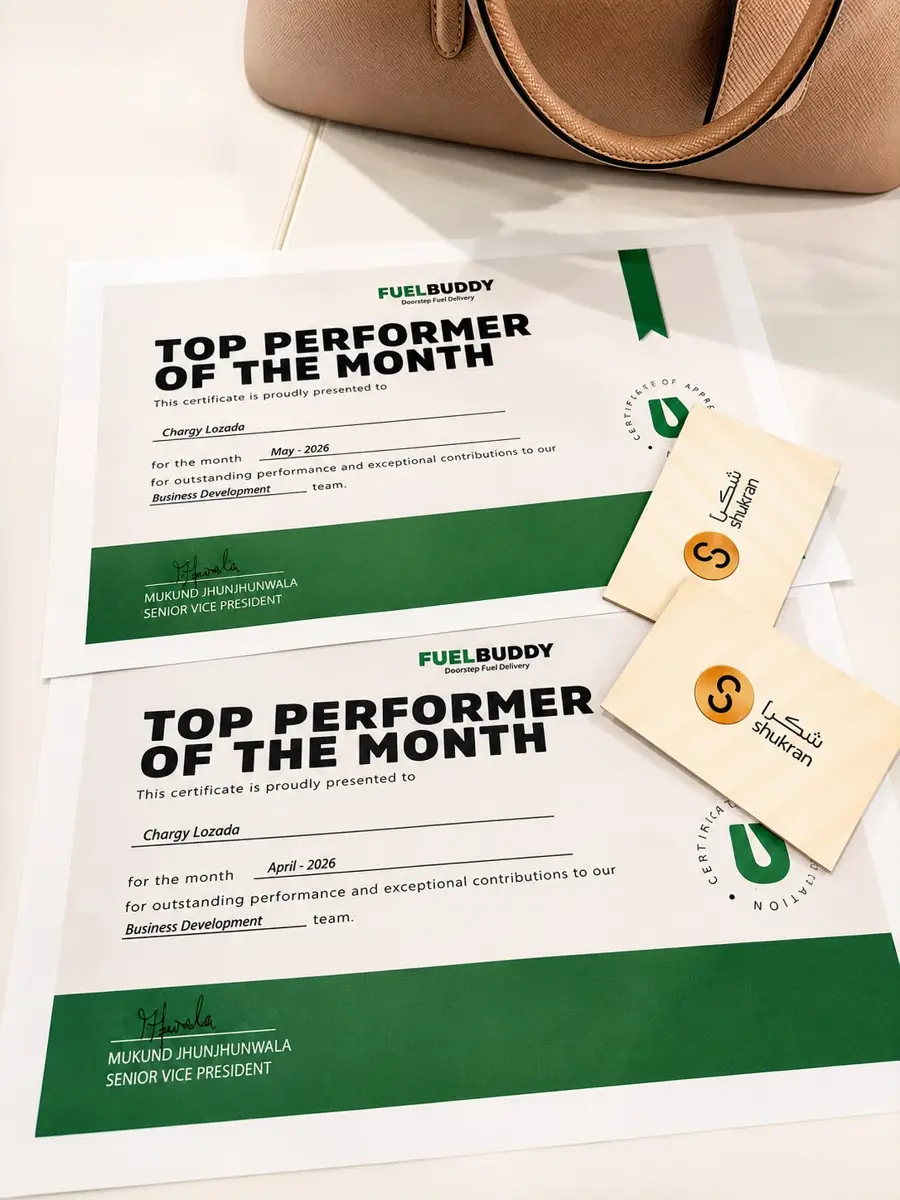 FUELBUDDY
Doorstep Fuel Delivery
TOP PERFORMER
OF THE MONTH
This certificate is proudly presented to
Chargy Lozada
for the month May - 2026
for outstanding performance and exceptional contributions to our
Business Development team.
MUKUND JHUNJHUNWALA
SENIOR VICE PRESIDENT
CERTIFICATE OF APPRE
شكرا
shukran
FUELBUDDY
Doorstep Fuel Delivery
TOP PERFORMER
OF THE MONTH
This certificate is proudly presented to
Chargy Lozada
for the month April - 2026
for outstanding performance and exceptional contributions to our
Business Development team.
MUKUND JHUNJHUNWALA
SENIOR VICE PRESIDENT
شكرا
shukran